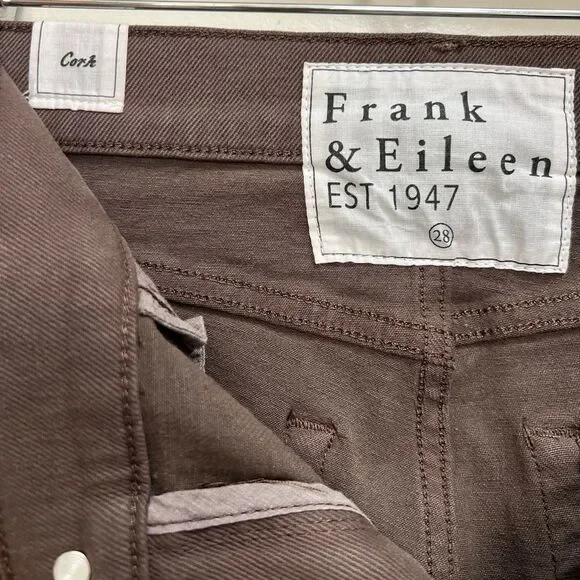 Cork
Frank
& Eileen
EST 1947
28